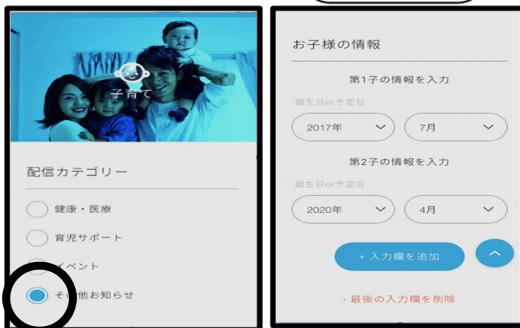 子育て
配信カテゴリー
健康・医療
育児サポート
イベント
その他お知らせ
お子様の情報
第1子の情報を入力
誕生日or予定日
2017年
7月
第2子の情報を入力
誕生日or予定日
2020年
4月
+ 入力欄を追加
- 最後の入力欄を削除